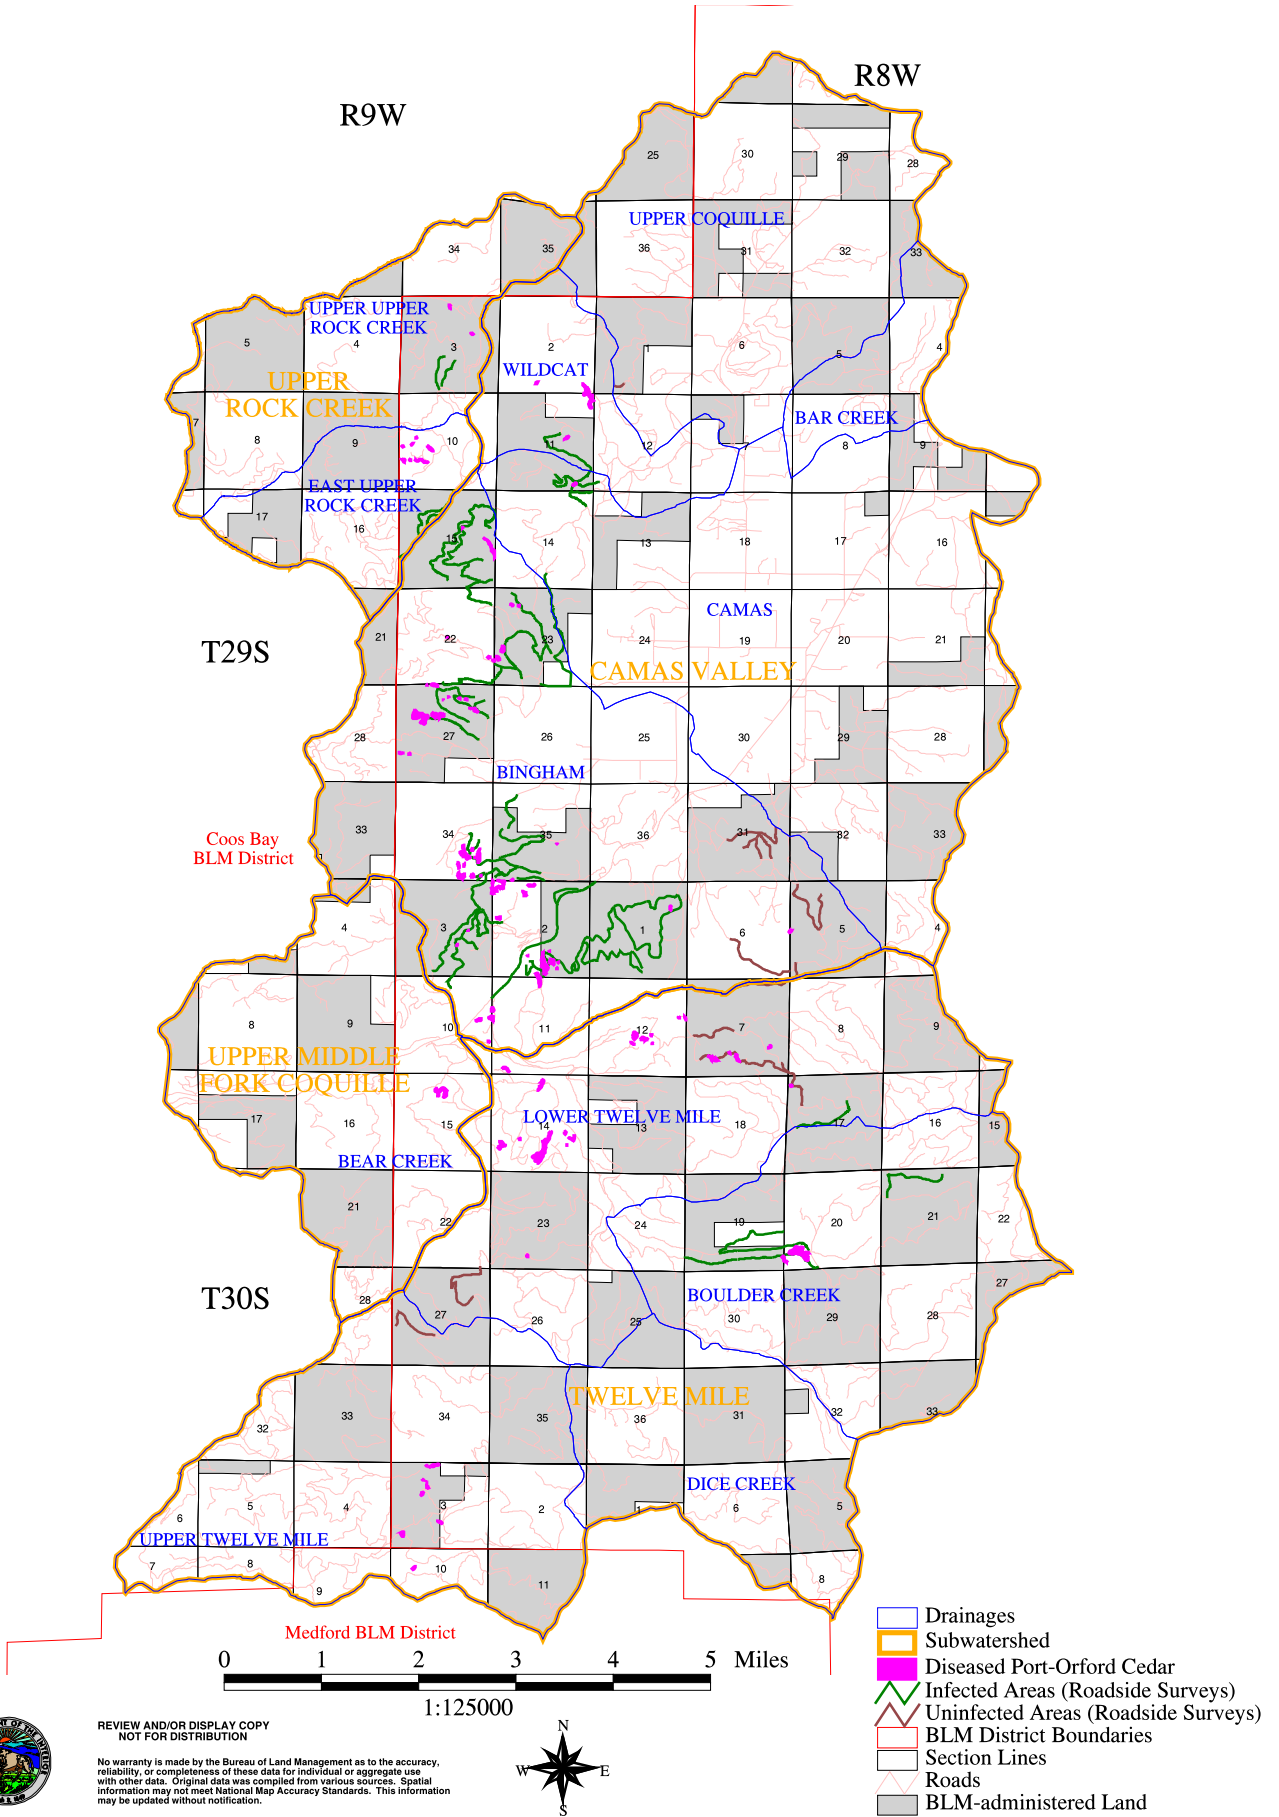 R8W
R9W
25
30
29
28
UPPER COQUILLE
34
35
36
31
32
33
UPPER UPPER
ROCK CREEK
5
4
3
2
1
6
5
4
WILDCAT
UPPER
ROCK CREEK
7
8
9
10
11
12
7
8
9
BAR CREEK
EAST UPPER
ROCK CREEK
17
16
15
14
13
18
17
16
CAMAS
T29S
21
22
23
24
19
20
21
CAMAS VALLEY
28
27
26
25
30
29
28
BINGHAM
Coos Bay
BLM District
33
34
35
36
31
32
33
4
3
2
1
6
5
4
8
9
10
11
12
7
8
9
UPPER MIDDLE
FORK COQUILLE
LOWER TWELVE MILE
17
16
15
14
13
18
17
16
15
BEAR CREEK
21
22
23
24
19
20
21
22
T30S
28
27
26
25
30
29
28
27
BOULDER CREEK
TWELVE MILE
32
33
34
35
36
31
32
33
DICE CREEK
6
5
4
3
2
1
6
5
UPPER TWELVE MILE
7
8
9
10
11
8
Medford BLM District
0 1 2 3 4 5 Miles
1:125000
Drainages
Subwatershed
Diseased Port-Orford Cedar
Infected Areas (Roadside Surveys)
Uninfected Areas (Roadside Surveys)
BLM District Boundaries
Section Lines
Roads
BLM-administered Land
REVIEW AND/OR DISPLAY COPY
NOT FOR DISTRIBUTION
No warranty is made by the Bureau of Land Management as to the accuracy,
reliability, or completeness of these data for individual or aggregate use
with other data. Original data was compiled from various sources. Spatial
information may not meet National Map Accuracy Standards. This information
may be updated without notification.
N
W E
S